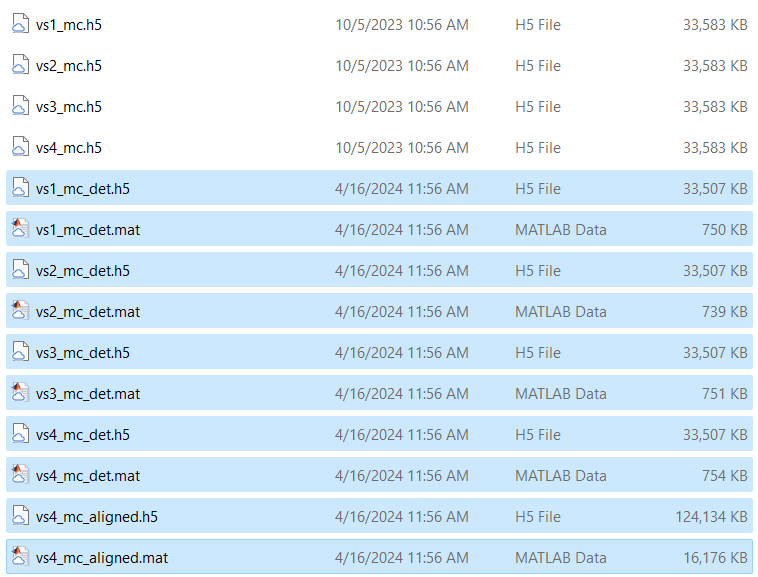 vs1_mc.h5 10/5/2023 10:56 AM H5 File 33,583 KB
vs2_mc.h5 10/5/2023 10:56 AM H5 File 33,583 KB
vs3_mc.h5 10/5/2023 10:56 AM H5 File 33,583 KB
vs4_mc.h5 10/5/2023 10:56 AM H5 File 33,583 KB
vs1_mc_det.h5 4/16/2024 11:56 AM H5 File 33,507 KB
vs1_mc_det.mat 4/16/2024 11:56 AM MATLAB Data 750 KB
vs2_mc_det.h5 4/16/2024 11:56 AM H5 File 33,507 KB
vs2_mc_det.mat 4/16/2024 11:56 AM MATLAB Data 739 KB
vs3_mc_det.h5 4/16/2024 11:56 AM H5 File 33,507 KB
vs3_mc_det.mat 4/16/2024 11:56 AM MATLAB Data 751 KB
vs4_mc_det.h5 4/16/2024 11:56 AM H5 File 33,507 KB
vs4_mc_det.mat 4/16/2024 11:56 AM MATLAB Data 754 KB
vs4_mc_aligned.h5 4/16/2024 11:56 AM H5 File 124,134 KB
vs4_mc_aligned.mat 4/16/2024 11:56 AM MATLAB Data 16,176 KB